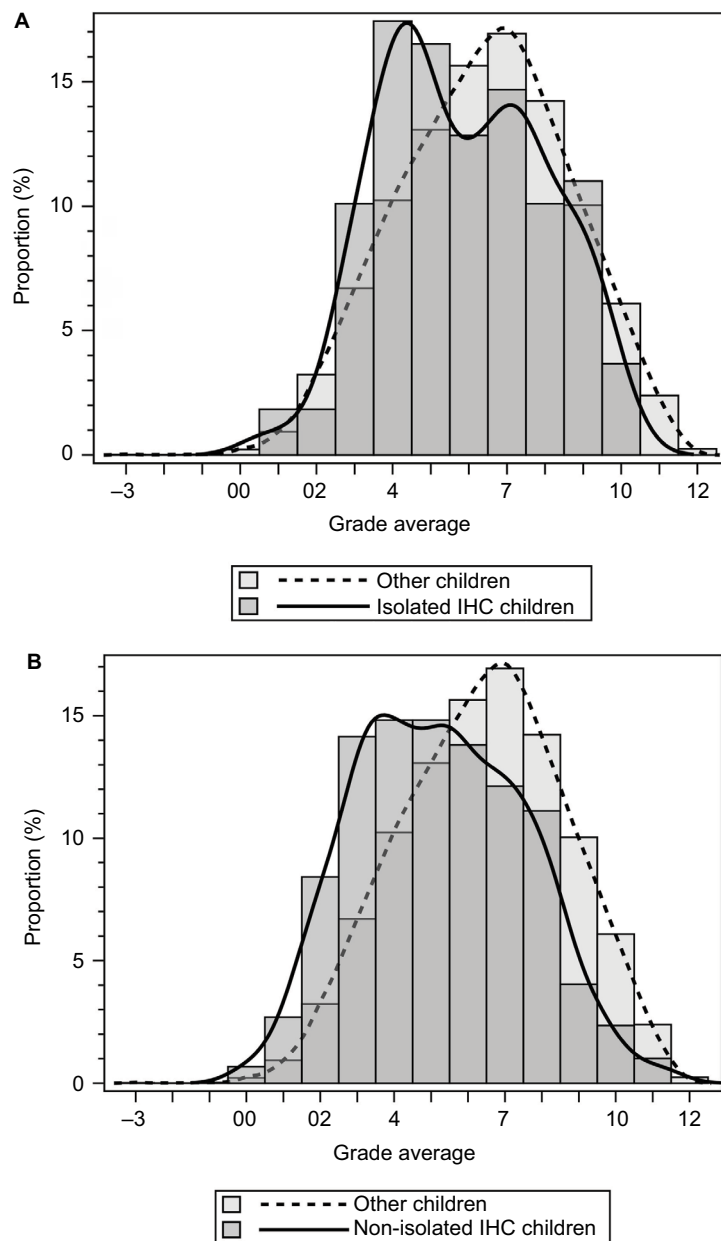 A
Proportion (%)
15
10
5
0
–3 00 02 4 7 10 12
Grade average
Other children
Isolated IHC children
B
Proportion (%)
15
10
5
0
–3 00 02 4 7 10 12
Grade average
Other children
Non-isolated IHC children